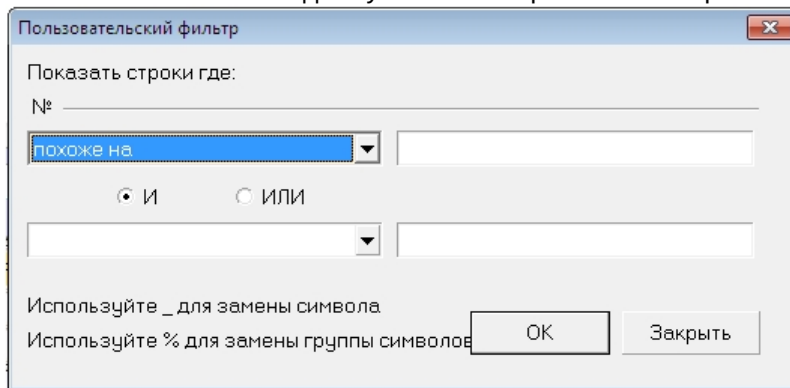 Пользовательский фильтр
Показать строки где:
№
похоже на
И ИЛИ
Используйте _ для замены символа
Используйте % для замены группы символов
OK Закрыть